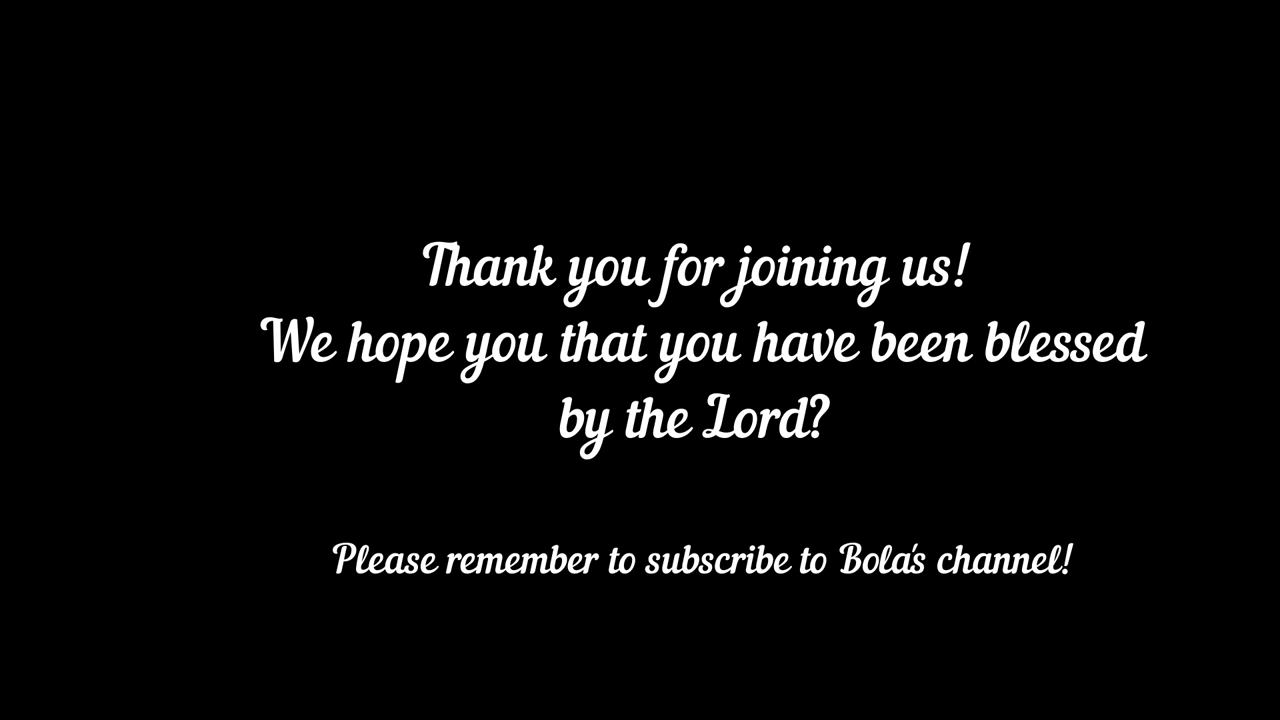 Thank you for joining us!
We hope you that you have been blessed
by the Lord?
Please remember to subscribe to Bola's channel!